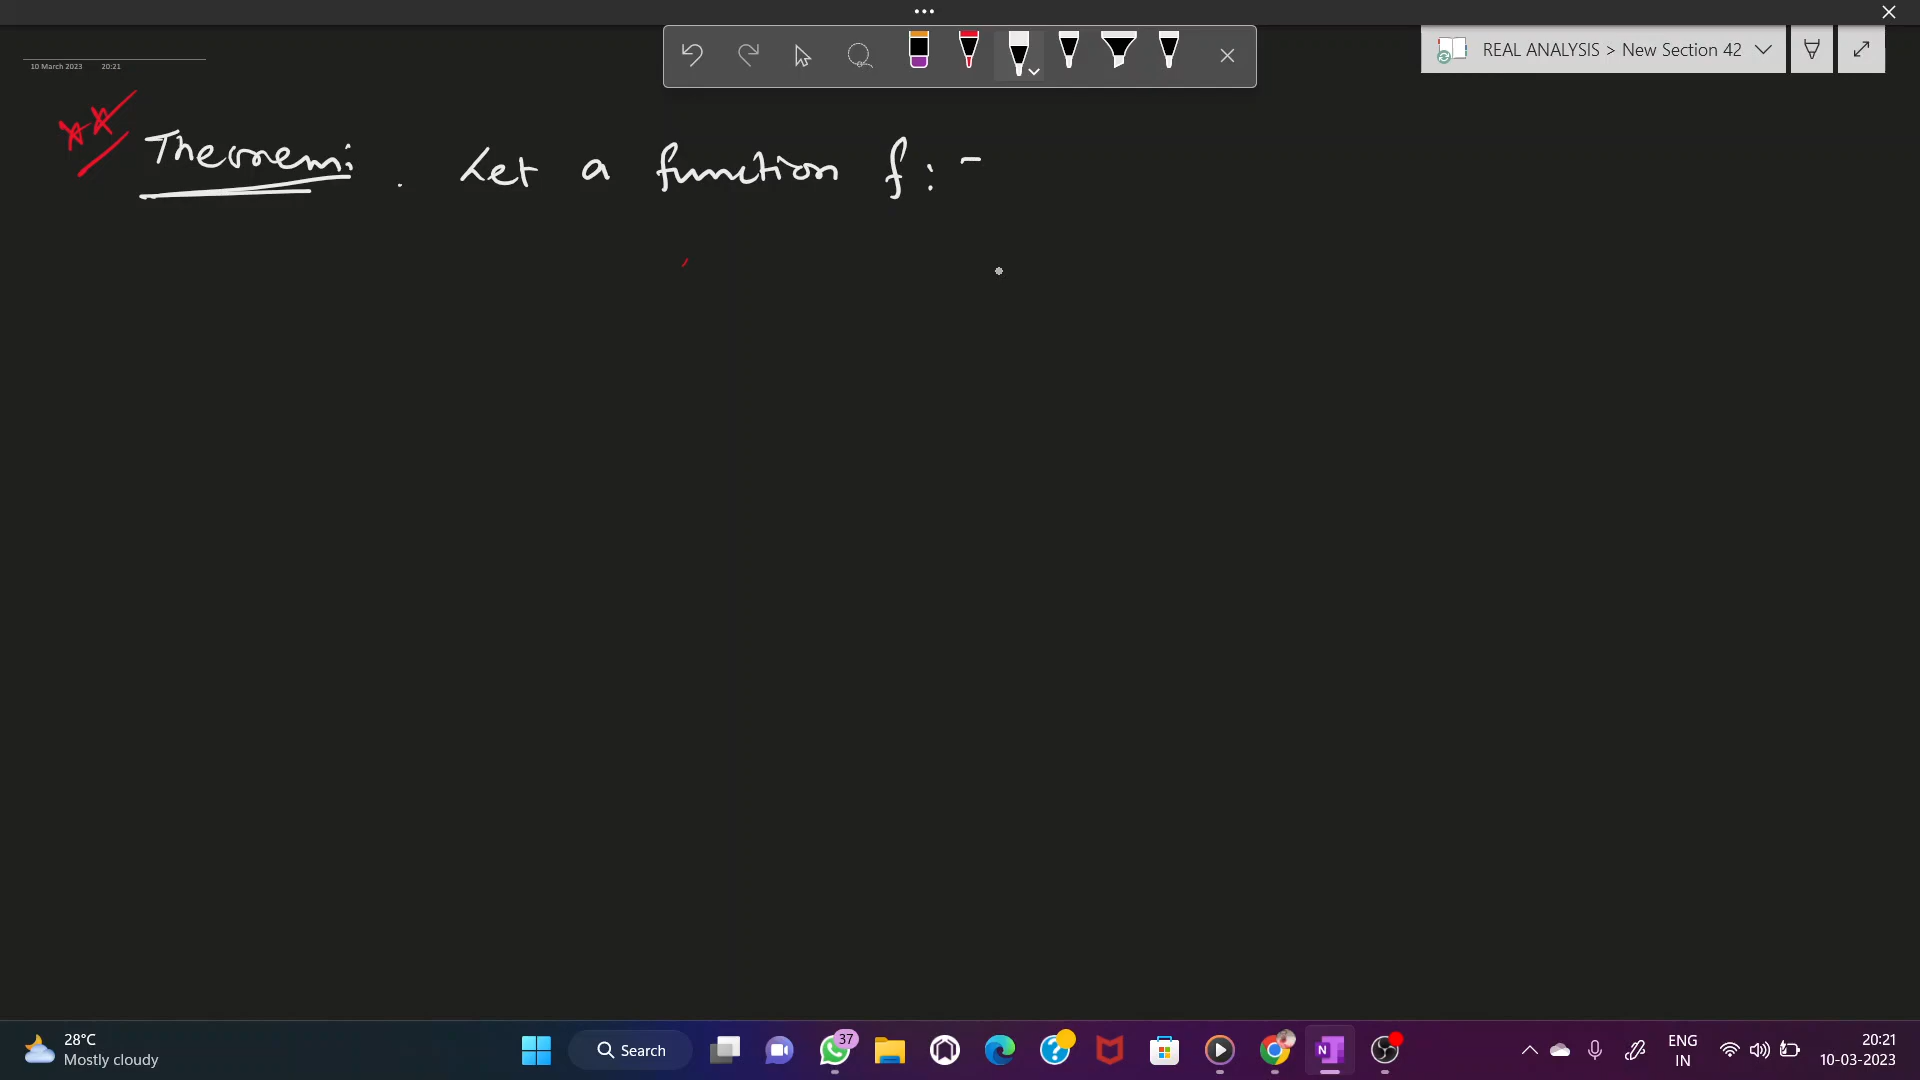 REAL ANALYSIS > New Section 42
10 March 2023 20:21
Theorem: . Let a function f: -
28°C
Mostly cloudy
Search
37
ENG
IN
20:21
10-03-2023